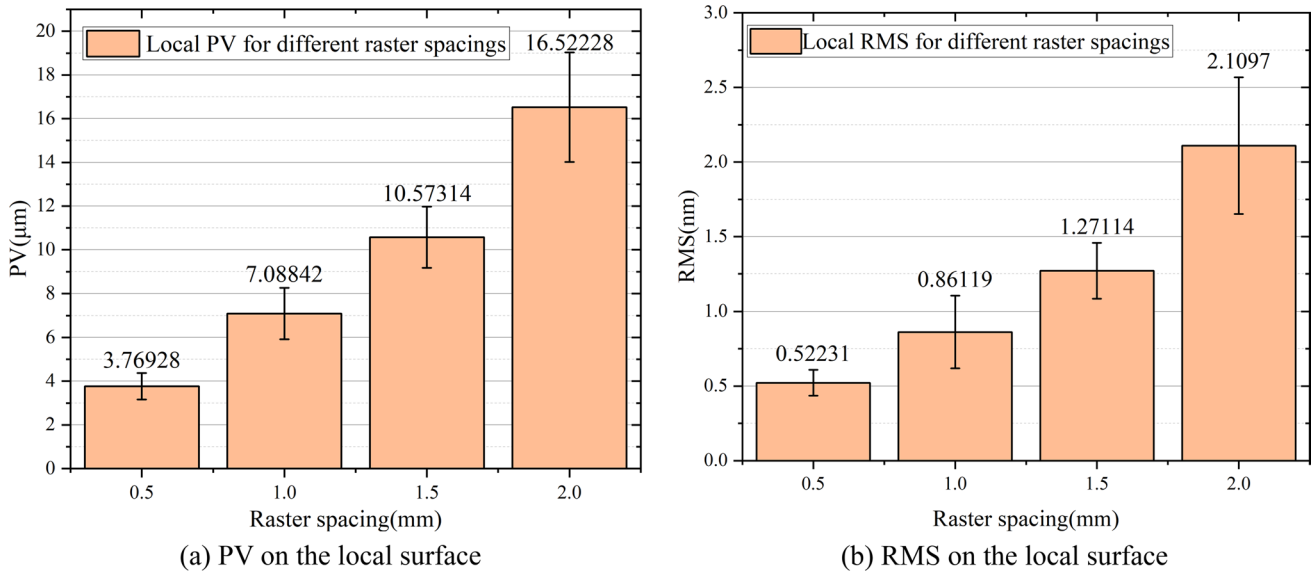 Local PV for different raster spacings
16.52228
10.57314
7.08842
3.76928
20
18
16
14
12
10
8
6
4
2
0
PV(μm)
0.5 1.0 1.5 2.0
Raster spacing(mm)
(a) PV on the local surface
Local RMS for different raster spacings
2.1097
1.27114
0.86119
0.52231
3.0
2.5
2.0
1.5
1.0
0.5
0.0
RMS(nm)
0.5 1.0 1.5 2.0
Raster spacing(mm)
(b) RMS on the local surface